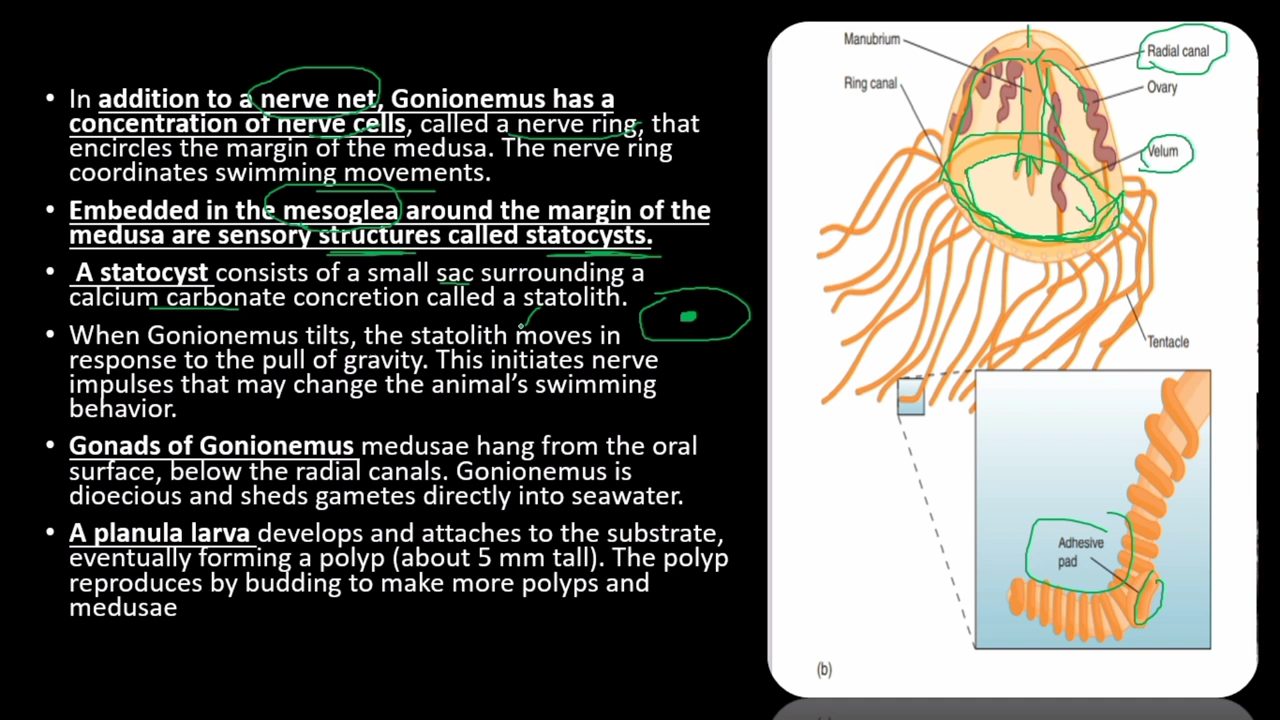 • In addition to a nerve net, Gonionemus has a
concentration of nerve cells, called a nerve ring, that
encircles the margin of the medusa. The nerve ring
coordinates swimming movements.
• Embedded in the mesoglea around the margin of the
medusa are sensory structures called statocysts.
• A statocyst consists of a small sac surrounding a
calcium carbonate concretion called a statolith.
• When Gonionemus tilts, the statolith moves in
response to the pull of gravity. This initiates nerve
impulses that may change the animal's swimming
behavior.
• Gonads of Gonionemus medusae hang from the oral
surface, below the radial canals. Gonionemus is
dioecious and sheds gametes directly into seawater.
• A planula larva develops and attaches to the substrate,
eventually forming a polyp (about 5 mm tall). The polyp
reproduces by budding to make more polyps and
medusae
Manubrium
Radial canal
Ring canal
Ovary
Velum
Tentacle
Adhesive
pad
(b)